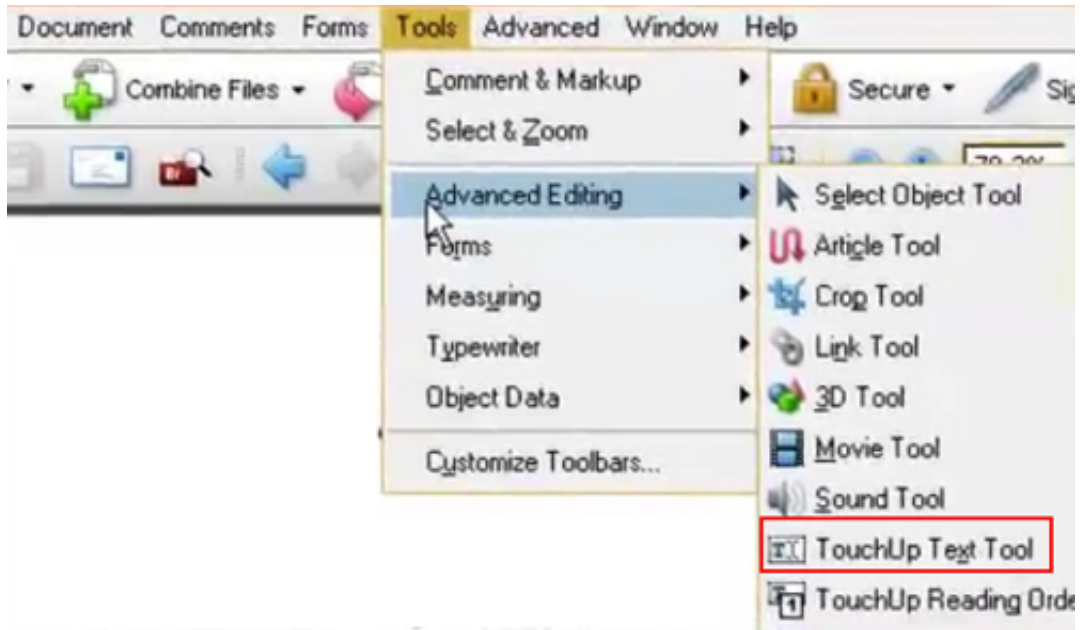 Document Comments Forms Tools Advanced Window Help
Combine Files
Secure
Comment & Markup
Select & Zoom
Advanced Editing
Forms
Measuring
Typewriter
Object Data
Customize Toolbars...
Select Object Tool
Article Tool
Crop Tool
Link Tool
3D Tool
Movie Tool
Sound Tool
TouchUp Text Tool
TouchUp Reading